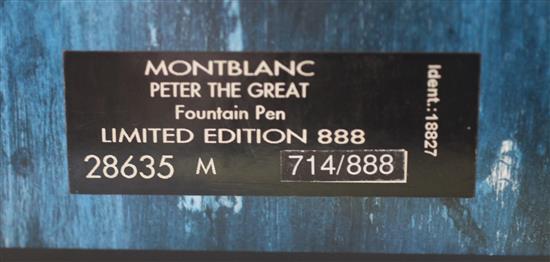 MONTBLANC
PETER THE GREAT
Fountain Pen
LIMITED EDITION 888
28635 M 714/888
Ident.:18827